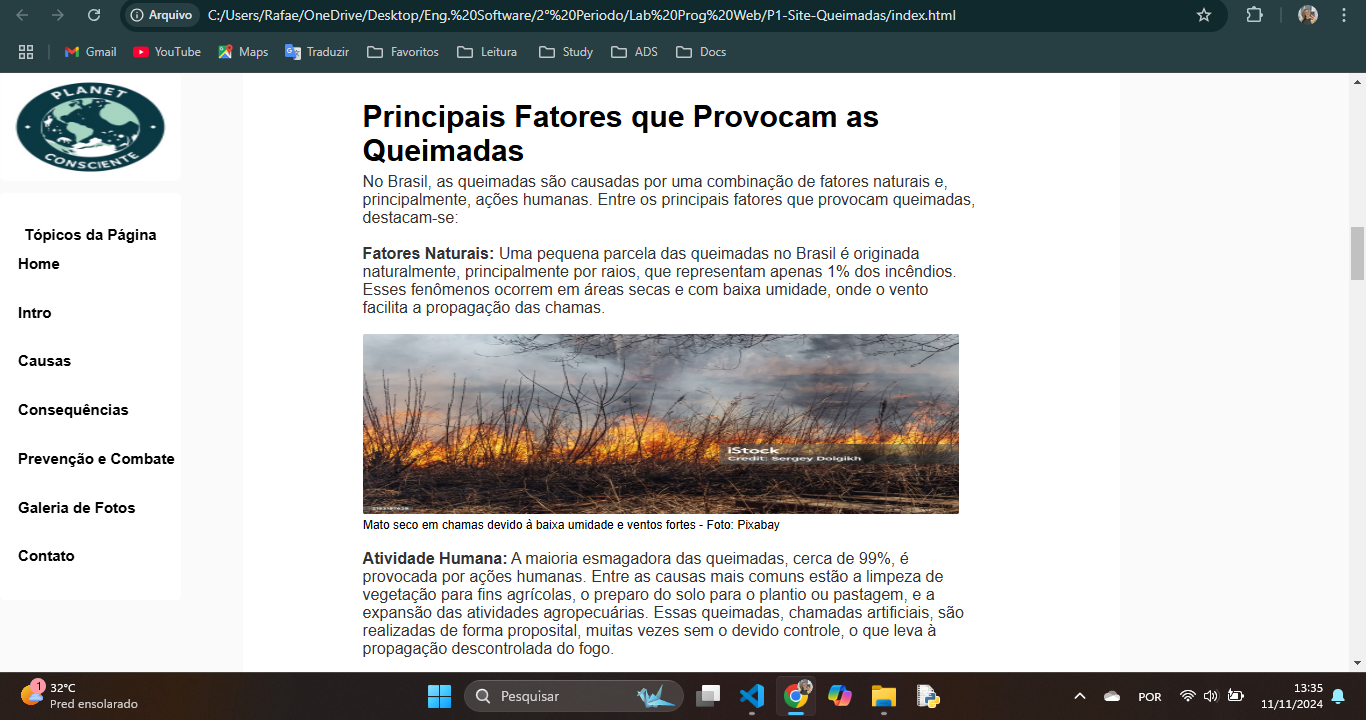 Arquivo
C:/Users/Rafae/OneDrive/Desktop/Eng.%20Software/2°%20Periodo/Lab%20Prog%20Web/P1-Site-Queimadas/index.html
Gmail YouTube Maps Traduzir Favoritos Leitura Study ADS Docs
PLANET
CONSCIENTE
Tópicos da Página
Home
Intro
Causas
Consequências
Prevenção e Combate
Galeria de Fotos
Contato
Principais Fatores que Provocam as
Queimadas
No Brasil, as queimadas são causadas por uma combinação de fatores naturais e,
principalmente, ações humanas. Entre os principais fatores que provocam queimadas,
destacam-se:
Fatores Naturais: Uma pequena parcela das queimadas no Brasil é originada
naturalmente, principalmente por raios, que representam apenas 1% dos incêndios.
Esses fenômenos ocorrem em áreas secas e com baixa umidade, onde o vento
facilita a propagação das chamas.
iStock
Credit: Sergey Dolgikh
Mato seco em chamas devido à baixa umidade e ventos fortes - Foto: Pixabay
Atividade Humana: A maioria esmagadora das queimadas, cerca de 99%, é
provocada por ações humanas. Entre as causas mais comuns estão a limpeza de
vegetação para fins agrícolas, o preparo do solo para o plantio ou pastagem, e a
expansão das atividades agropecuárias. Essas queimadas, chamadas artificiais, são
realizadas de forma proposital, muitas vezes sem o devido controle, o que leva à
propagação descontrolada do fogo.
1
32°C
Pred ensolarado
Pesquisar
POR
13:35
11/11/2024